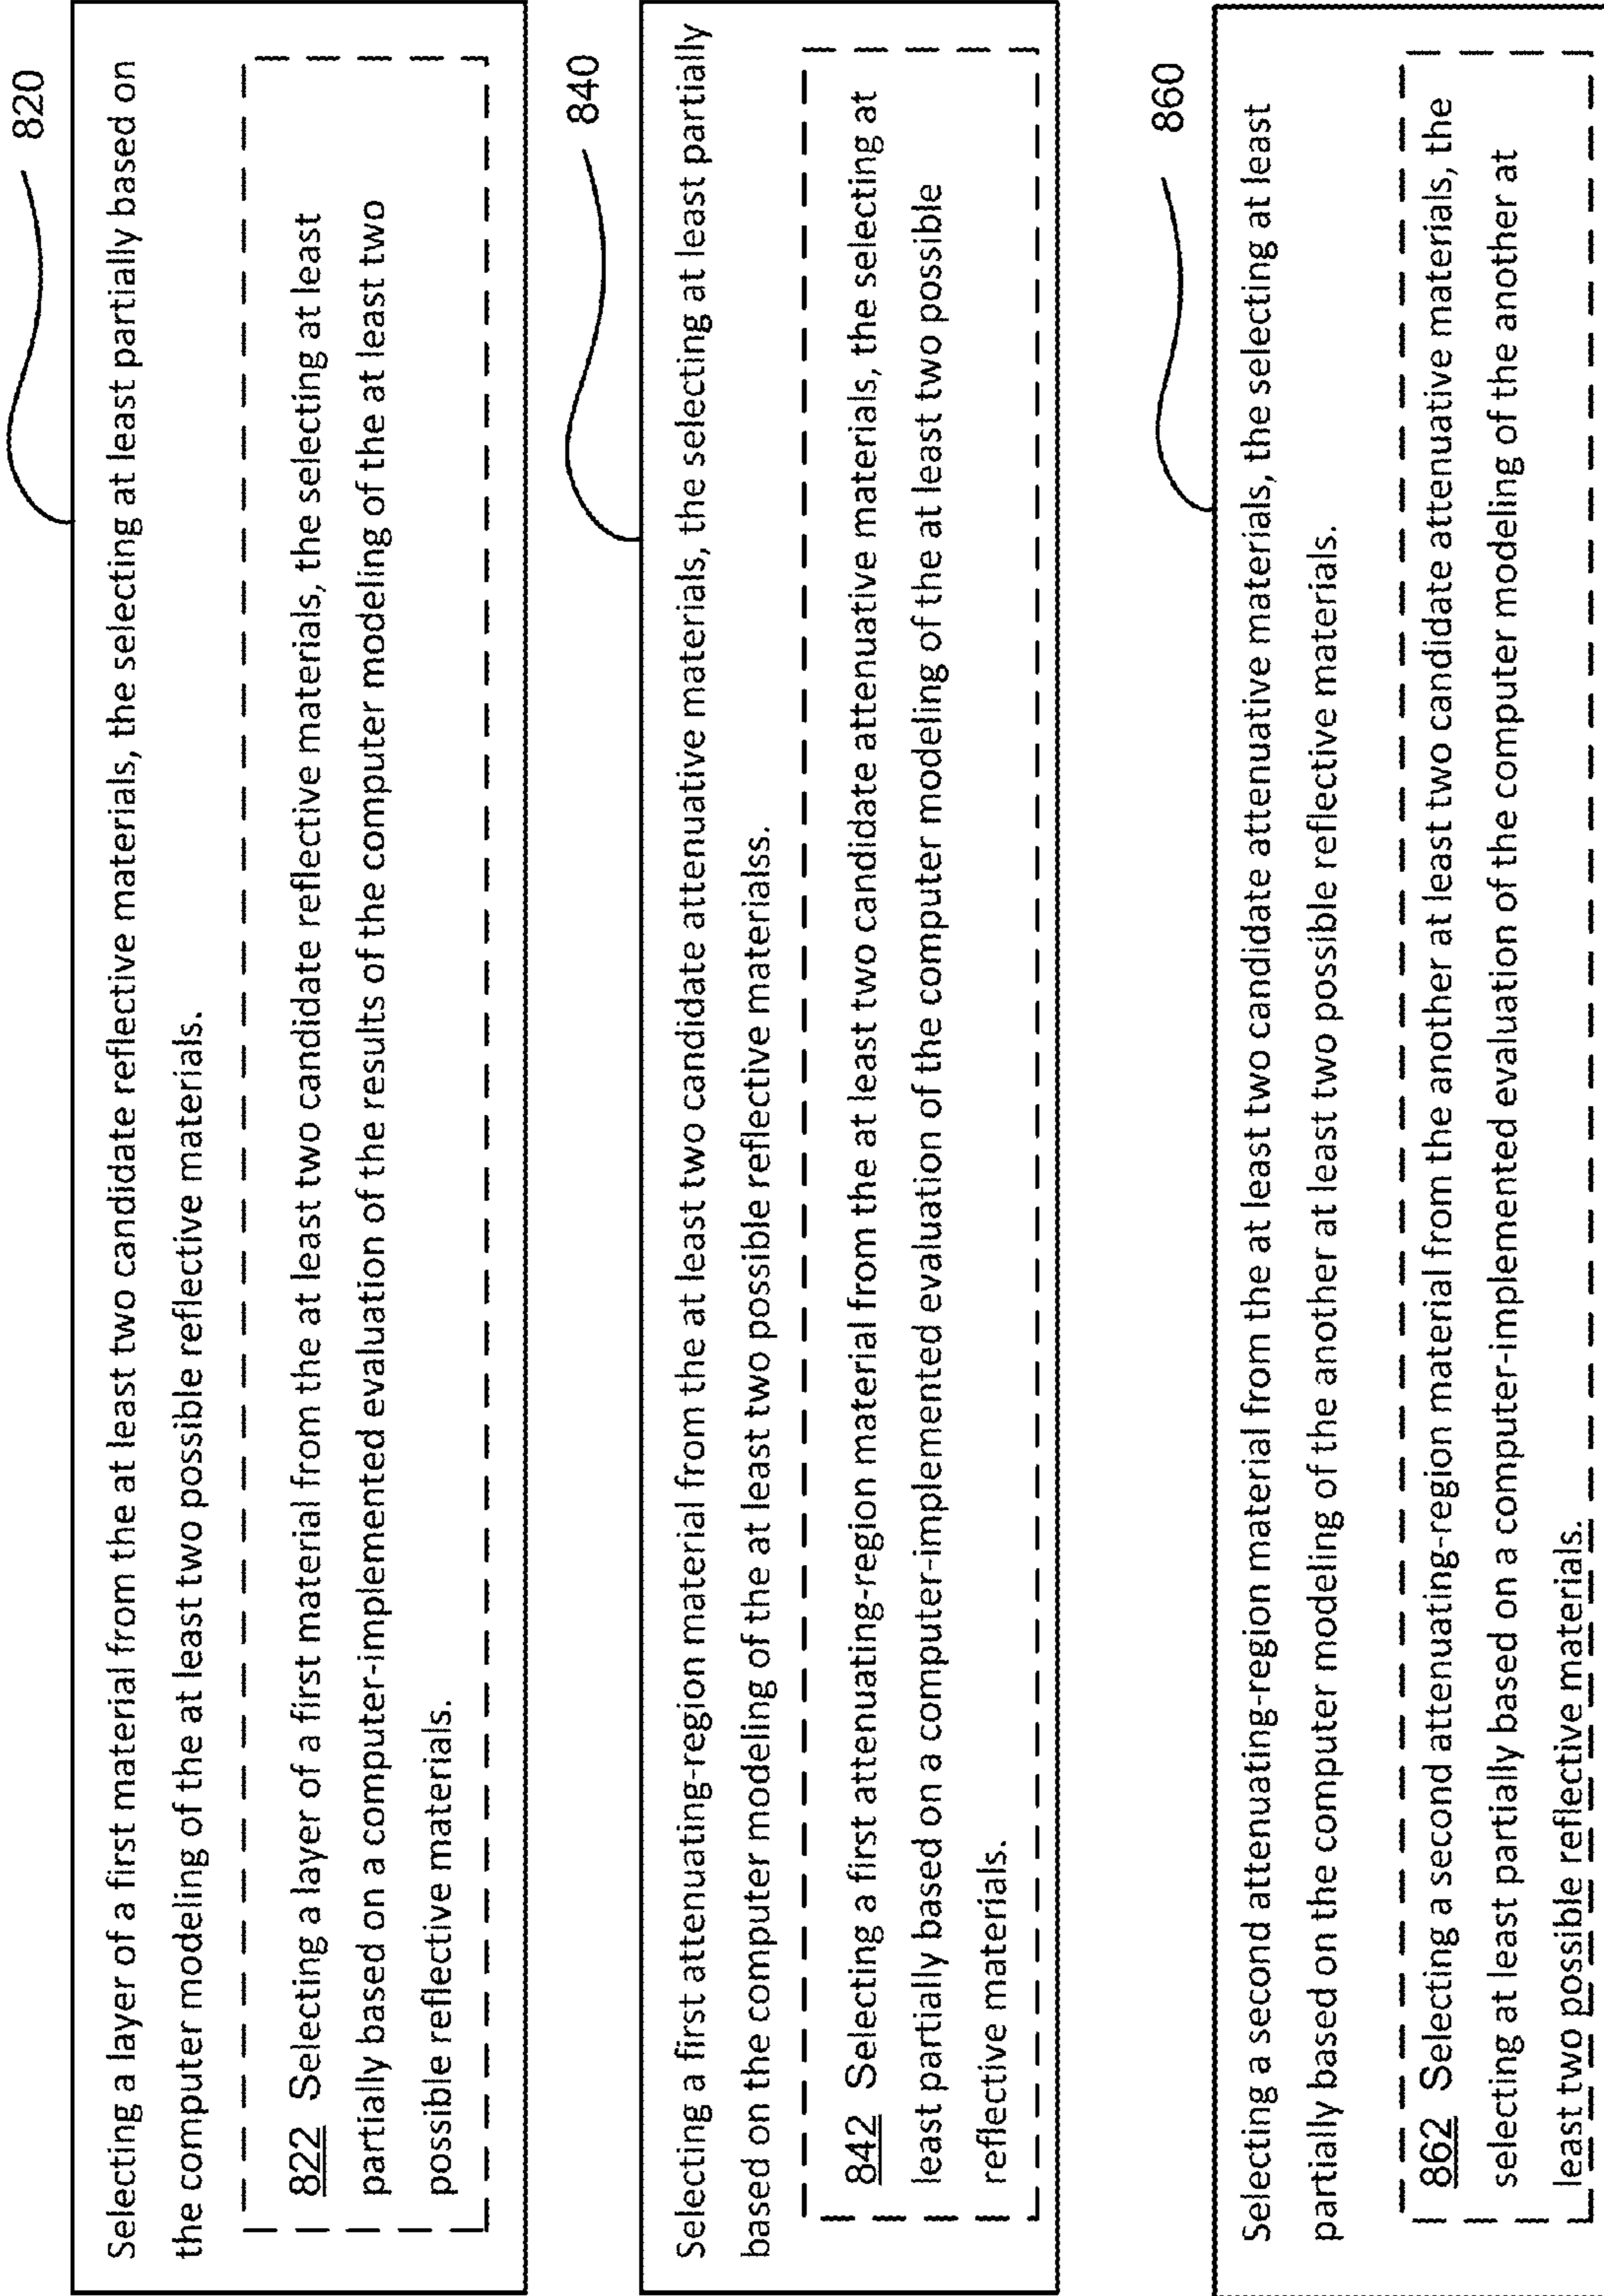 820
Selecting a layer of a first material from the at least two candidate reflective materials, the selecting at least partially based on
the computer modeling of the at least two possible reflective materials.
822 Selecting a layer of a first material from the at least two candidate reflective materials, the selecting at least
partially based on a computer-implemented evaluation of the results of the computer modeling of the at least two
possible reflective materials.
840
Selecting a first attenuating-region material from the at least two candidate attenuative materials, the selecting at least partially
based on the computer modeling of the at least two possible reflective materialss.
842 Selecting a first attenuating-region material from the at least two candidate attenuative materials, the selecting at
least partially based on a computer-implemented evaluation of the computer modeling of the at least two possible
reflective materials.
860
Selecting a second attenuating-region material from the at least two candidate attenuative materials, the selecting at least
partially based on the computer modeling of the another at least two possible reflective materials.
862 Selecting a second attenuating-region material from the another at least two candidate attenuative materials, the
selecting at least partially based on a computer-implemented evaluation of the computer modeling of the another at
least two possible reflective materials.